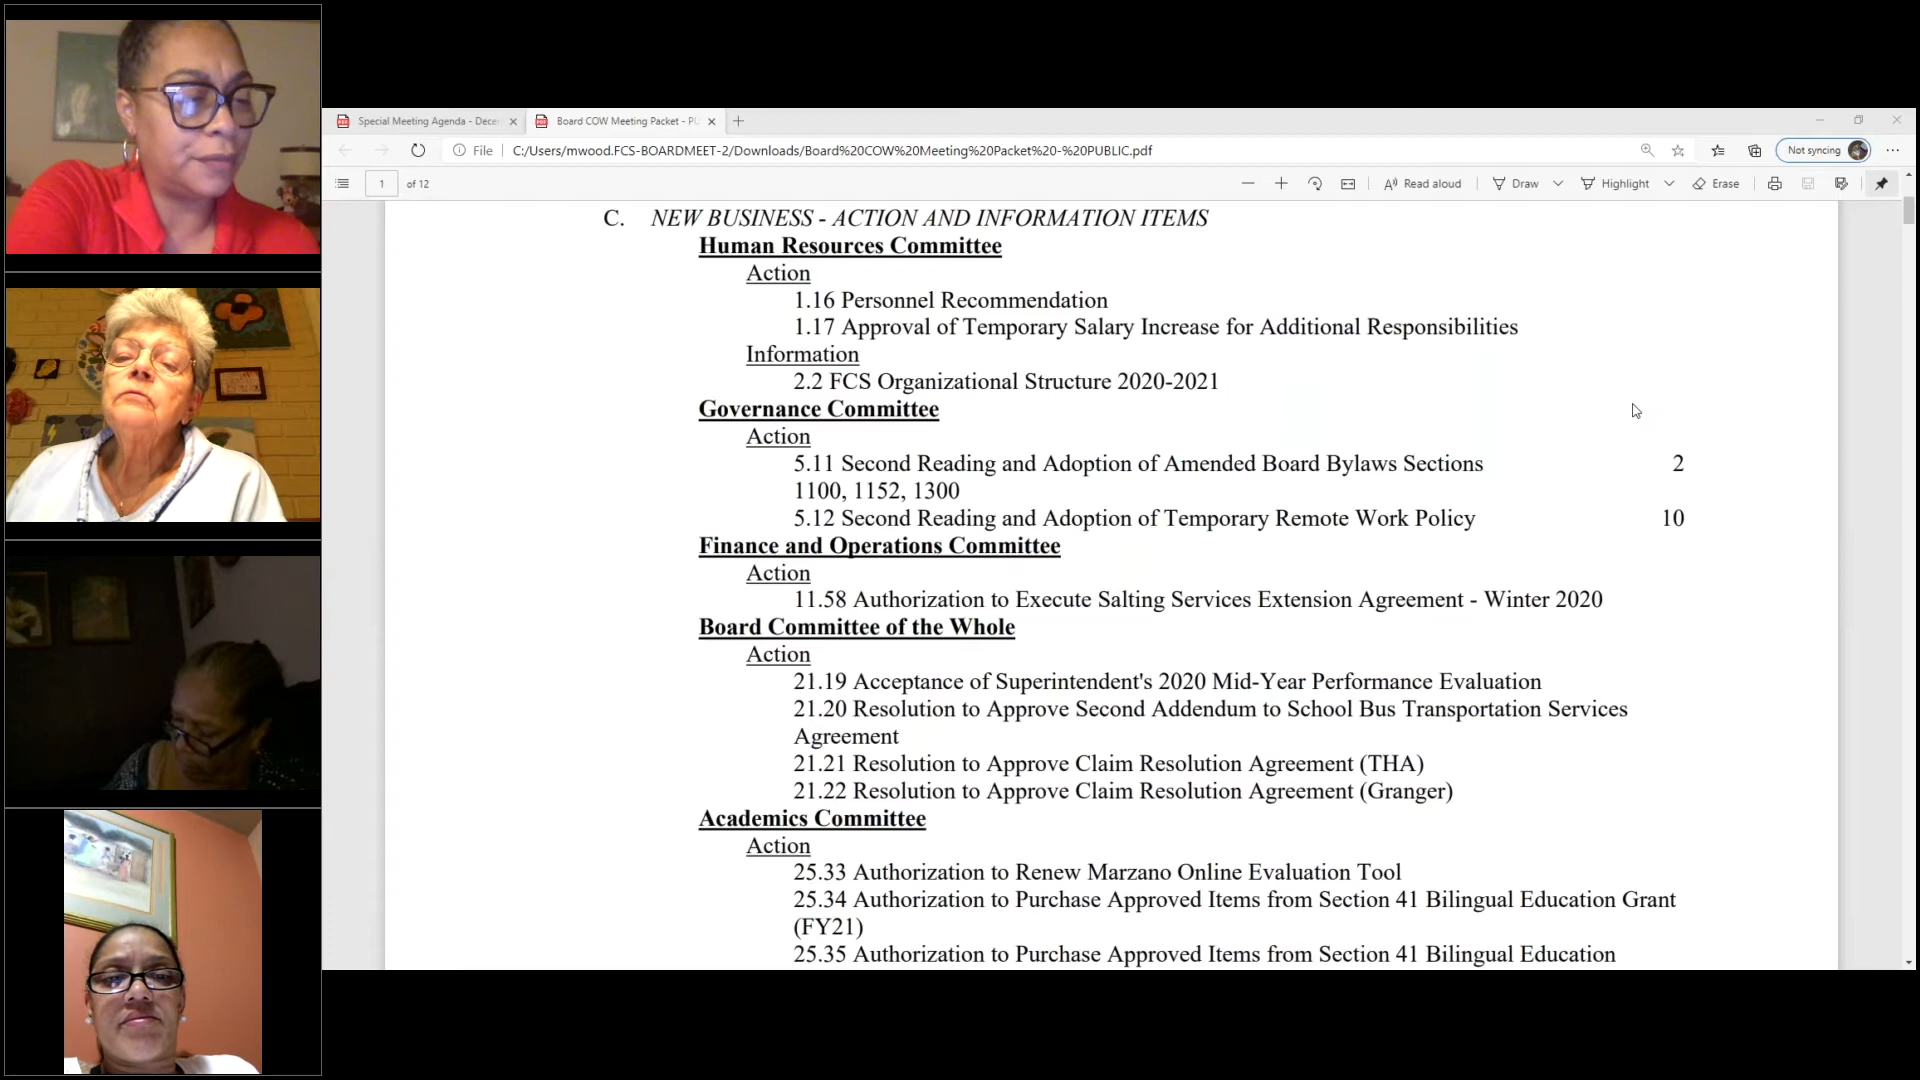 Special Meeting Agenda - Dece
Board COW Meeting Packet - PU
File
C:/Users/mwood.FCS-BOARDMEET-2/Downloads/Board%20COW%20Meeting%20Packet%20-%20PUBLIC.pdf
Not syncing
1 of 12
Read aloud
Draw
Highlight
Erase
C. NEW BUSINESS - ACTION AND INFORMATION ITEMS
Human Resources Committee
Action
1.16 Personnel Recommendation
1.17 Approval of Temporary Salary Increase for Additional Responsibilities
Information
2.2 FCS Organizational Structure 2020-2021
Governance Committee
Action
5.11 Second Reading and Adoption of Amended Board Bylaws Sections 2
1100, 1152, 1300
5.12 Second Reading and Adoption of Temporary Remote Work Policy 10
Finance and Operations Committee
Action
11.58 Authorization to Execute Salting Services Extension Agreement - Winter 2020
Board Committee of the Whole
Action
21.19 Acceptance of Superintendent's 2020 Mid-Year Performance Evaluation
21.20 Resolution to Approve Second Addendum to School Bus Transportation Services
Agreement
21.21 Resolution to Approve Claim Resolution Agreement (THA)
21.22 Resolution to Approve Claim Resolution Agreement (Granger)
Academics Committee
Action
25.33 Authorization to Renew Marzano Online Evaluation Tool
25.34 Authorization to Purchase Approved Items from Section 41 Bilingual Education Grant
(FY21)
25.35 Authorization to Purchase Approved Items from Section 41 Bilingual Education